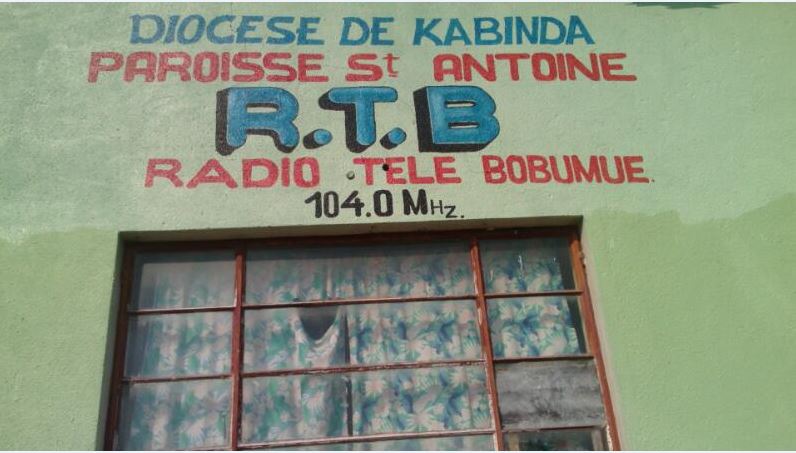 DIOCESE DE KABINDA
PAROISSE St ANTOINE
R.T.B
RADIO . TELE BOBUMUE.
104.0 MHz.